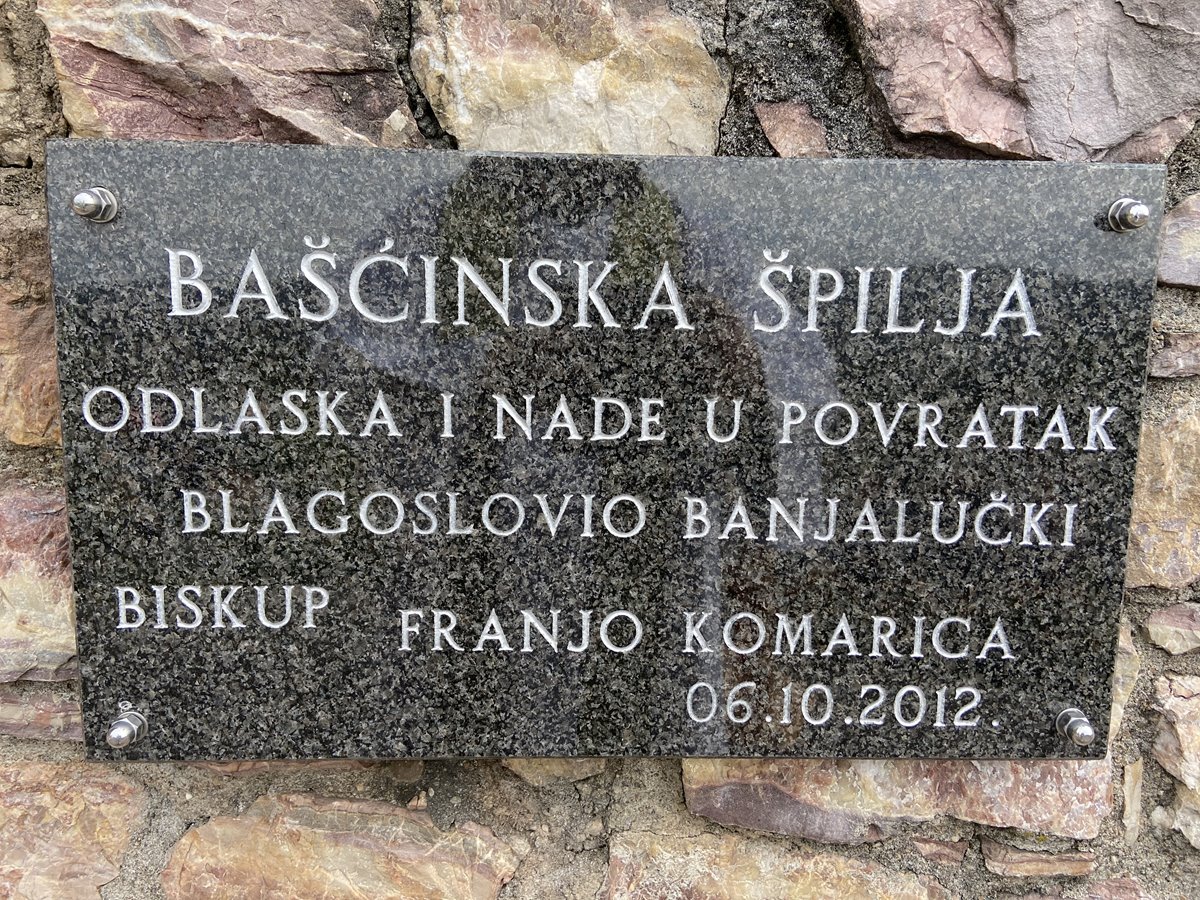 BAŠĆINSKA ŠPILJA
ODLASKA I NADE U POVRATAK
BLAGOSLOVIO BANJALUČKI
BISKUP FRANJO KOMARICA
06.10.2012.